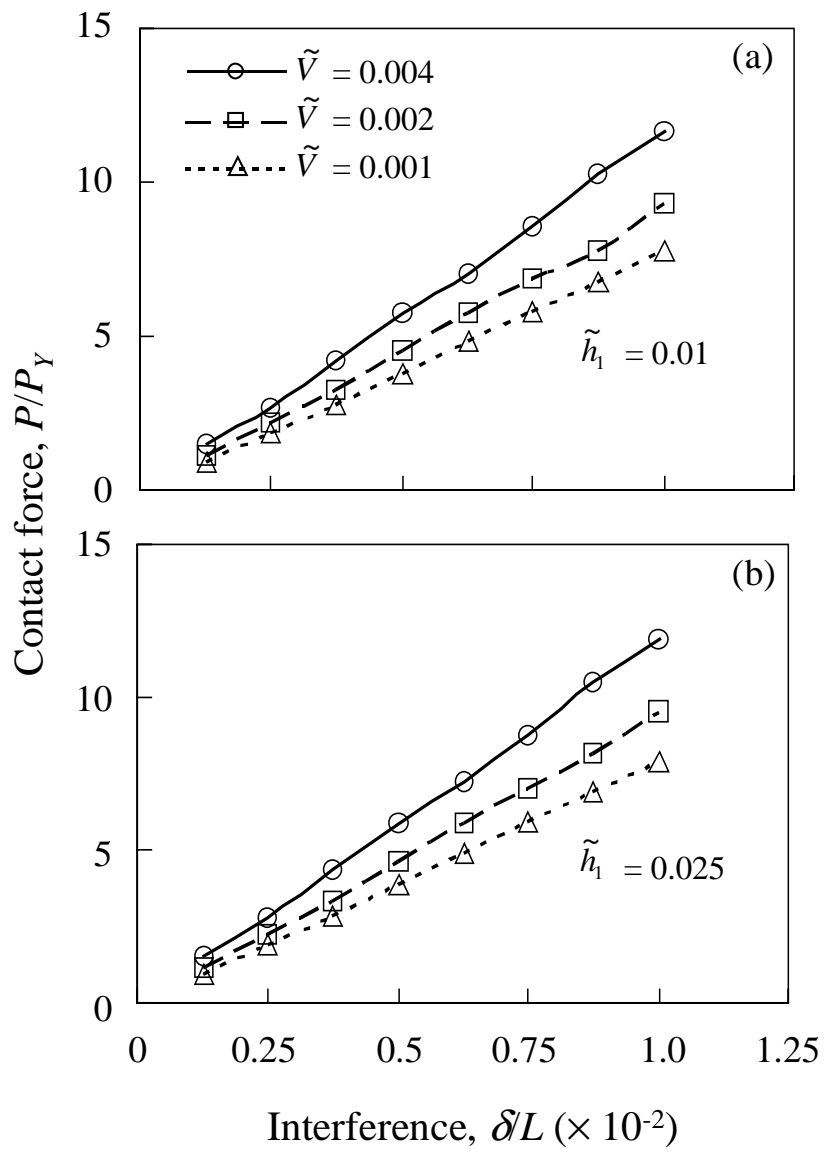 15
10
5
0
(a)
Ṽ = 0.004
Ṽ = 0.002
Ṽ = 0.001
h̃₁ = 0.01
Contact force, P/P_Y
15
10
5
0
(b)
h̃₁ = 0.025
0 0.25 0.5 0.75 1.0 1.25
Interference, δ/L (× 10⁻²)